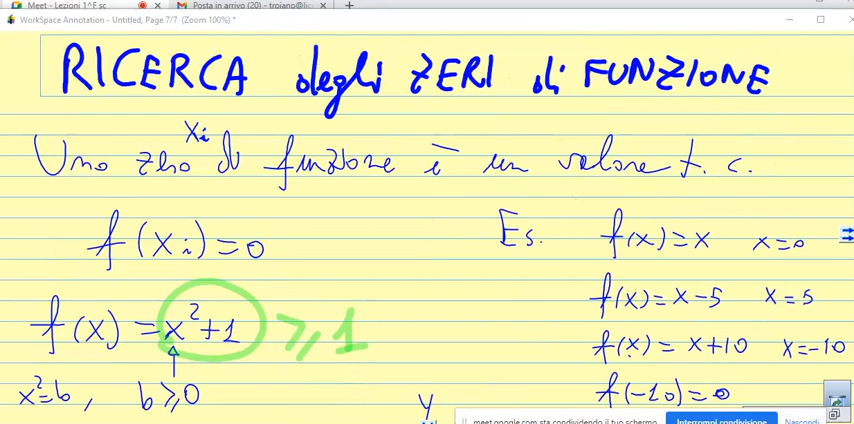 Meet - Lezioni 1^F sc
Posta in arrivo (20) - troiano@lic
WorkSpace Annotation - Untitled, Page 7/7 (Zoom 100%) *
RICERCA degli ZERI di FUNZIONE
xi
Uno zero di funzione è un valore t.c.
f(xi)=0
Es. f(x)=x x=0
f(x)=x-5 x=5
f(x)=x²+1 ⩾1
f(x)=x+10 x=-10
x²=b, b⩾0
f(-10)=0
y
meet.google.com sta condividendo il tuo schermo.
Interrompi condivisione
Nascondi